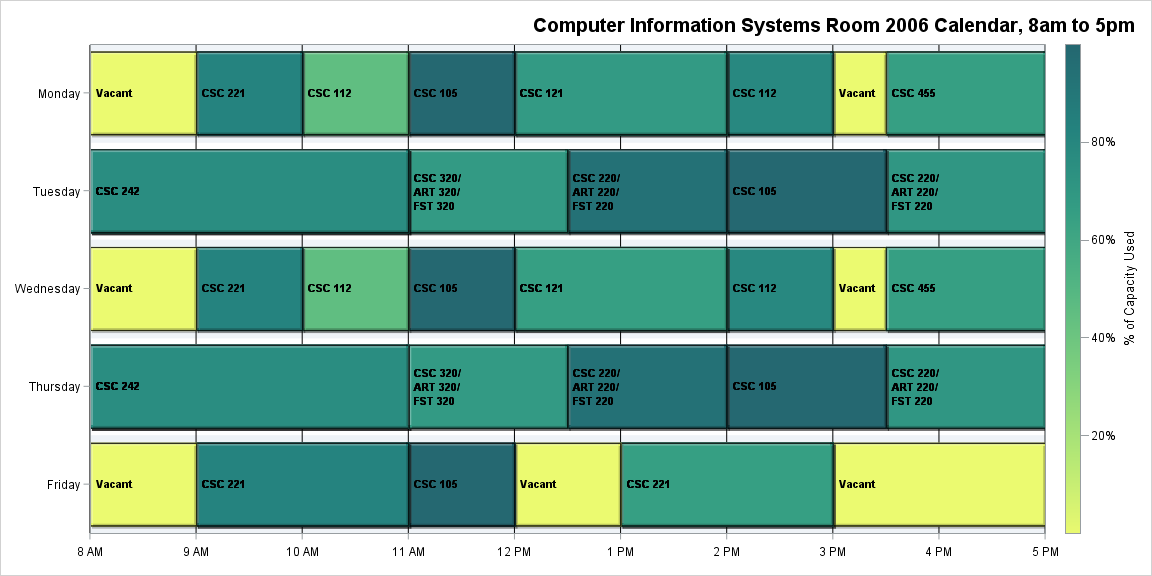 Computer Information Systems Room 2006 Calendar, 8am to 5pm
Monday
Vacant
CSC 221
CSC 112
CSC 105
CSC 121
CSC 112
Vacant
CSC 455
Tuesday
CSC 242
CSC 320/
ART 320/
FST 320
CSC 220/
ART 220/
FST 220
CSC 105
CSC 220/
ART 220/
FST 220
Wednesday
Vacant
CSC 221
CSC 112
CSC 105
CSC 121
CSC 112
Vacant
CSC 455
Thursday
CSC 242
CSC 320/
ART 320/
FST 320
CSC 220/
ART 220/
FST 220
CSC 105
CSC 220/
ART 220/
FST 220
Friday
Vacant
CSC 221
CSC 105
Vacant
CSC 221
Vacant
8 AM
9 AM
10 AM
11 AM
12 PM
1 PM
2 PM
3 PM
4 PM
5 PM
80%
60%
40%
20%
% of Capacity Used